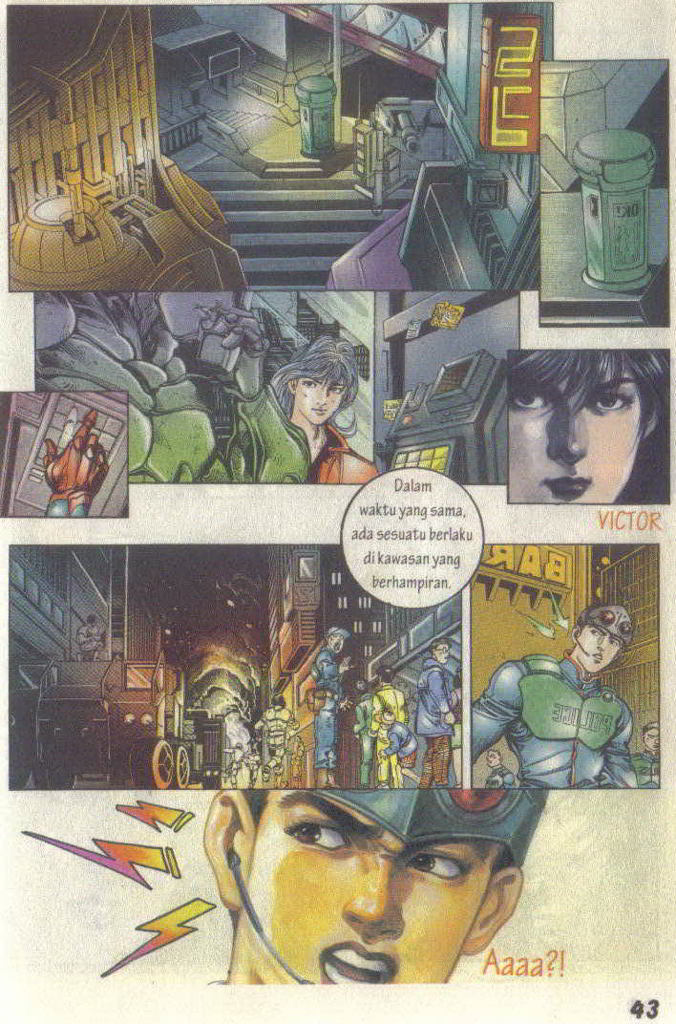 VICTOR
Dalam
waktu yang sama,
ada sesuatu berlaku
di kawasan yang
berhampiran.
BAR
POLICE
Aaaa?!
43